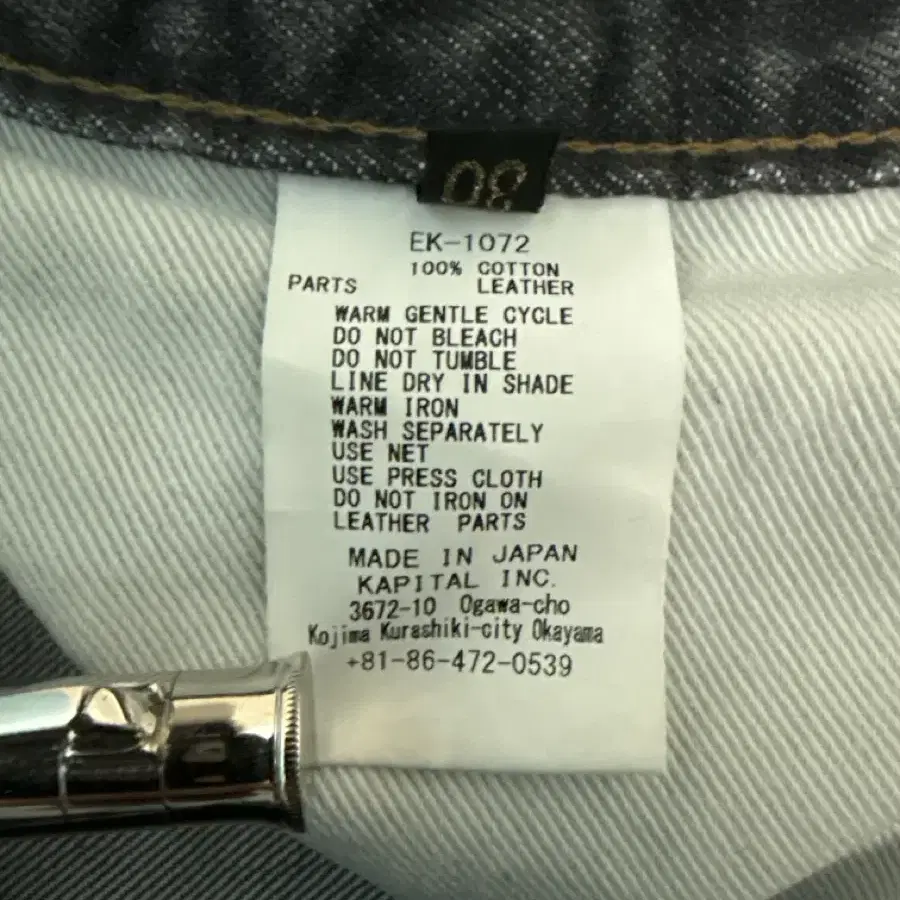 08
EK-1072
100% COTTON
PARTS LEATHER
WARM GENTLE CYCLE
DO NOT BLEACH
DO NOT TUMBLE
LINE DRY IN SHADE
WARM IRON
WASH SEPARATELY
USE NET
USE PRESS CLOTH
DO NOT IRON ON
LEATHER PARTS
MADE IN JAPAN
KAPITAL INC.
3672-10 Ogawa-cho
Kojima Kurashiki-city Okayama
+81-86-472-0539